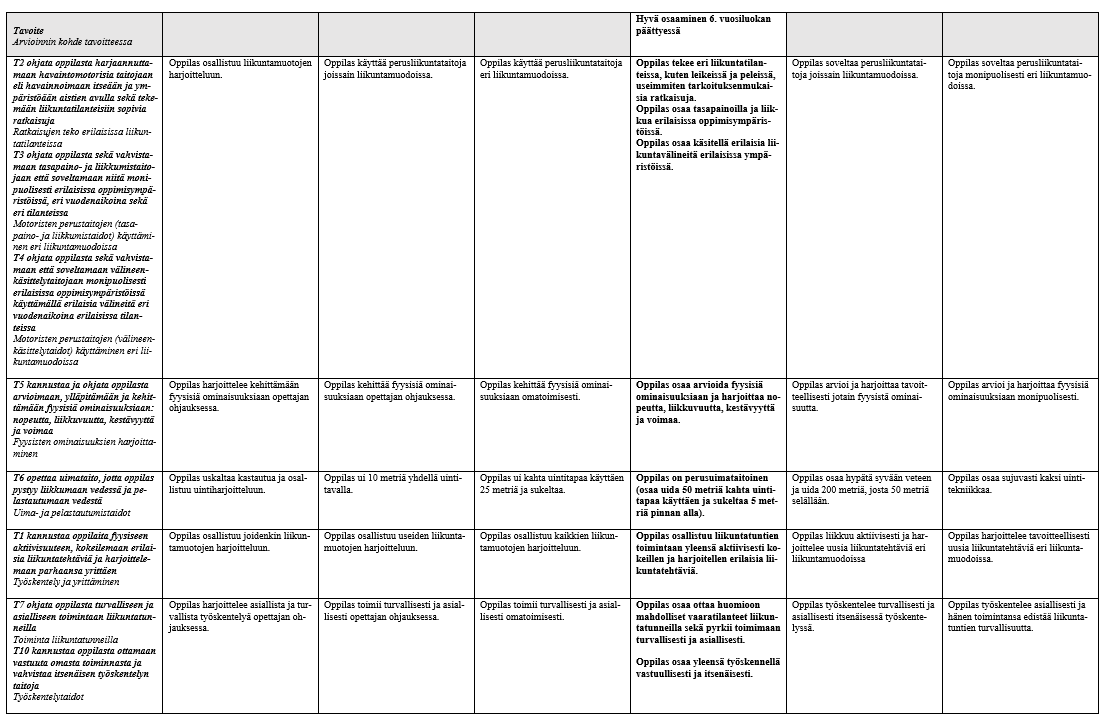 Tavoite
Arvioinnin kohde tavoitteessa
Hyvä osaaminen 6. vuosiluokan
päättyessä
T2 ohjata oppilasta harjaannutta-
maan havaintomotorisia taitojaan
eli havainnoimaan itseään ja ym-
päristöään aistien avulla sekä teke-
mään liikuntatilanteisiin sopivia
ratkaisuja
Ratkaisujen teko erilaisissa liikun-
tatilanteissa
T3 ohjata oppilasta sekä vahvista-
maan tasapaino- ja liikkumistaito-
jaan että soveltamaan niitä moni-
puolisesti erilaisissa oppimisympä-
ristöissä, eri vuodenaikoina sekä
eri tilanteissa
Motoristen perustaitojen (tasa-
paino- ja liikkumistaidot) käyttämi-
nen eri liikuntamuodoissa
T4 ohjata oppilasta sekä vahvista-
maan että soveltamaan välineen-
käsittelytaitojaan monipuolisesti
erilaisissa oppimisympäristöissä
käyttämällä erilaisia välineitä eri
vuodenaikoina erilaisissa tilan-
teissa
Motoristen perustaitojen (välineen-
käsittelytaidot) käyttäminen eri lii-
kuntamuodoissa
Oppilas osallistuu liikuntamuotojen
harjoitteluun.
Oppilas käyttää perusliikuntataitoja
joissain liikuntamuodoissa.
Oppilas käyttää perusliikuntataitoja
eri liikuntamuodoissa.
Oppilas tekee eri liikuntatilan-
teissa, kuten leikeissä ja peleissä,
useimmiten tarkoituksenmukai-
sia ratkaisuja.
Oppilas osaa tasapainoilla ja liik-
kua erilaisissa oppimisympäris-
töissä.
Oppilas osaa käsitellä erilaisia lii-
kuntavälineitä erilaisissa ympä-
ristöissä.
Oppilas soveltaa perusliikuntatai-
toja joissain liikuntamuodoissa.
Oppilas soveltaa perusliikuntatai-
toja monipuolisesti eri liikuntamuo-
doissa.
T5 kannustaa ja ohjata oppilasta
arvioimaan, ylläpitämään ja kehit-
tämään fyysisiä ominaisuuksiaan:
nopeutta, liikkuvuutta, kestävyyttä
ja voimaa
Fyysisten ominaisuuksien harjoitta-
minen
Oppilas harjoittelee kehittämään
fyysisiä ominaisuuksiaan opettajan
ohjauksessa.
Oppilas kehittää fyysisiä ominai-
suuksiaan opettajan ohjauksessa.
Oppilas kehittää fyysisiä ominai-
suuksiaan omatoimisesti.
Oppilas osaa arvioida fyysisiä
ominaisuuksiaan ja harjoittaa no-
peutta, liikkuvuutta, kestävyyttä
ja voimaa.
Oppilas arvioi ja harjoittaa tavoit-
teellisesti jotain fyysistä ominai-
suutta.
Oppilas arvioi ja harjoittaa fyysisiä
ominaisuuksiaan monipuolisesti.
T6 opettaa uimataito, jotta oppilas
pystyy liikkumaan vedessä ja pe-
lastautumaan vedestä
Uima- ja pelastautumistaidot
Oppilas uskaltaa kastautua ja osal-
listuu uintiharjoitteluun.
Oppilas ui 10 metriä yhdellä uinti-
tavalla.
Oppilas ui kahta uintitapaa käyttäen
25 metriä ja sukeltaa.
Oppilas on perusuimataitoinen
(osaa uida 50 metriä kahta uinti-
tapaa käyttäen ja sukeltaa 5 met-
riä pinnan alla).
Oppilas osaa hypätä syvään veteen
ja uida 200 metriä, josta 50 metriä
selällään.
Oppilas osaa sujuvasti kaksi uinti-
tekniikkaa.
T1 kannustaa oppilaita fyysiseen
aktiivisuuteen, kokeilemaan erilai-
sia liikuntatehtäviä ja harjoittele-
maan parhaansa yrittäen
Työskentely ja yrittäminen
Oppilas osallistuu joidenkin liikun-
tamuotojen harjoitteluun.
Oppilas osallistuu useiden liikunta-
muotojen harjoitteluun.
Oppilas osallistuu kaikkien liikun-
tamuotojen harjoitteluun.
Oppilas osallistuu liikuntatuntien
toimintaan yleensä aktiivisesti ko-
keillen ja harjoitellen erilaisia lii-
kuntatehtäviä.
Oppilas liikkuu aktiivisesti ja har-
joittelee uusia liikuntatehtäviä eri
liikuntamuodoissa
Oppilas harjoittelee tavoitteellisesti
uusia liikuntatehtäviä eri liikunta-
muodoissa.
T7 ohjata oppilasta turvalliseen ja
asialliseen toimintaan liikuntatun-
neilla
Toiminta liikuntatunneilla
T10 kannustaa oppilasta ottamaan
vastuuta omasta toiminnasta ja
vahvistaa itsenäisen työskentelyn
taitoja
Työskentelytaidot
Oppilas harjoittelee asiallista ja tur-
vallista työskentelyä opettajan oh-
jauksessa.
Oppilas toimii turvallisesti ja asial-
lisesti opettajan ohjauksessa.
Oppilas toimii turvallisesti ja asial-
lisesti omatoimisesti.
Oppilas osaa ottaa huomioon
mahdolliset vaaratilanteet liikun-
tatunneilla sekä pyrkii toimimaan
turvallisesti ja asiallisesti.
Oppilas osaa yleensä työskennellä
vastuullisesti ja itsenäisesti.
Oppilas työskentelee turvallisesti ja
asiallisesti itsenäisessä työskente-
lyssä.
Oppilas työskentelee asiallisesti ja
hänen toimintansa edistää liikunta-
tuntien turvallisuutta.